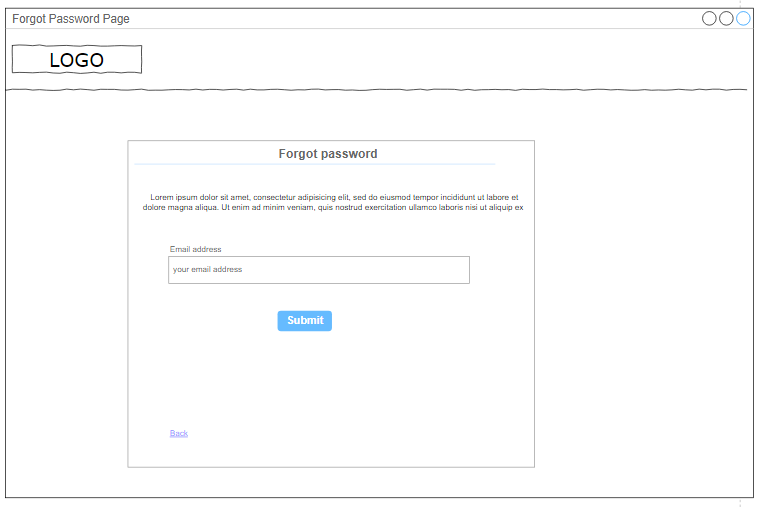 Forgot Password Page
LOGO
Forgot password
Lorem ipsum dolor sit amet, consectetur adipisicing elit, sed do eiusmod tempor incididunt ut labore et
dolore magna aliqua. Ut enim ad minim veniam, quis nostrud exercitation ullamco laboris nisi ut aliquip ex
Email address
your email address
Submit
Back